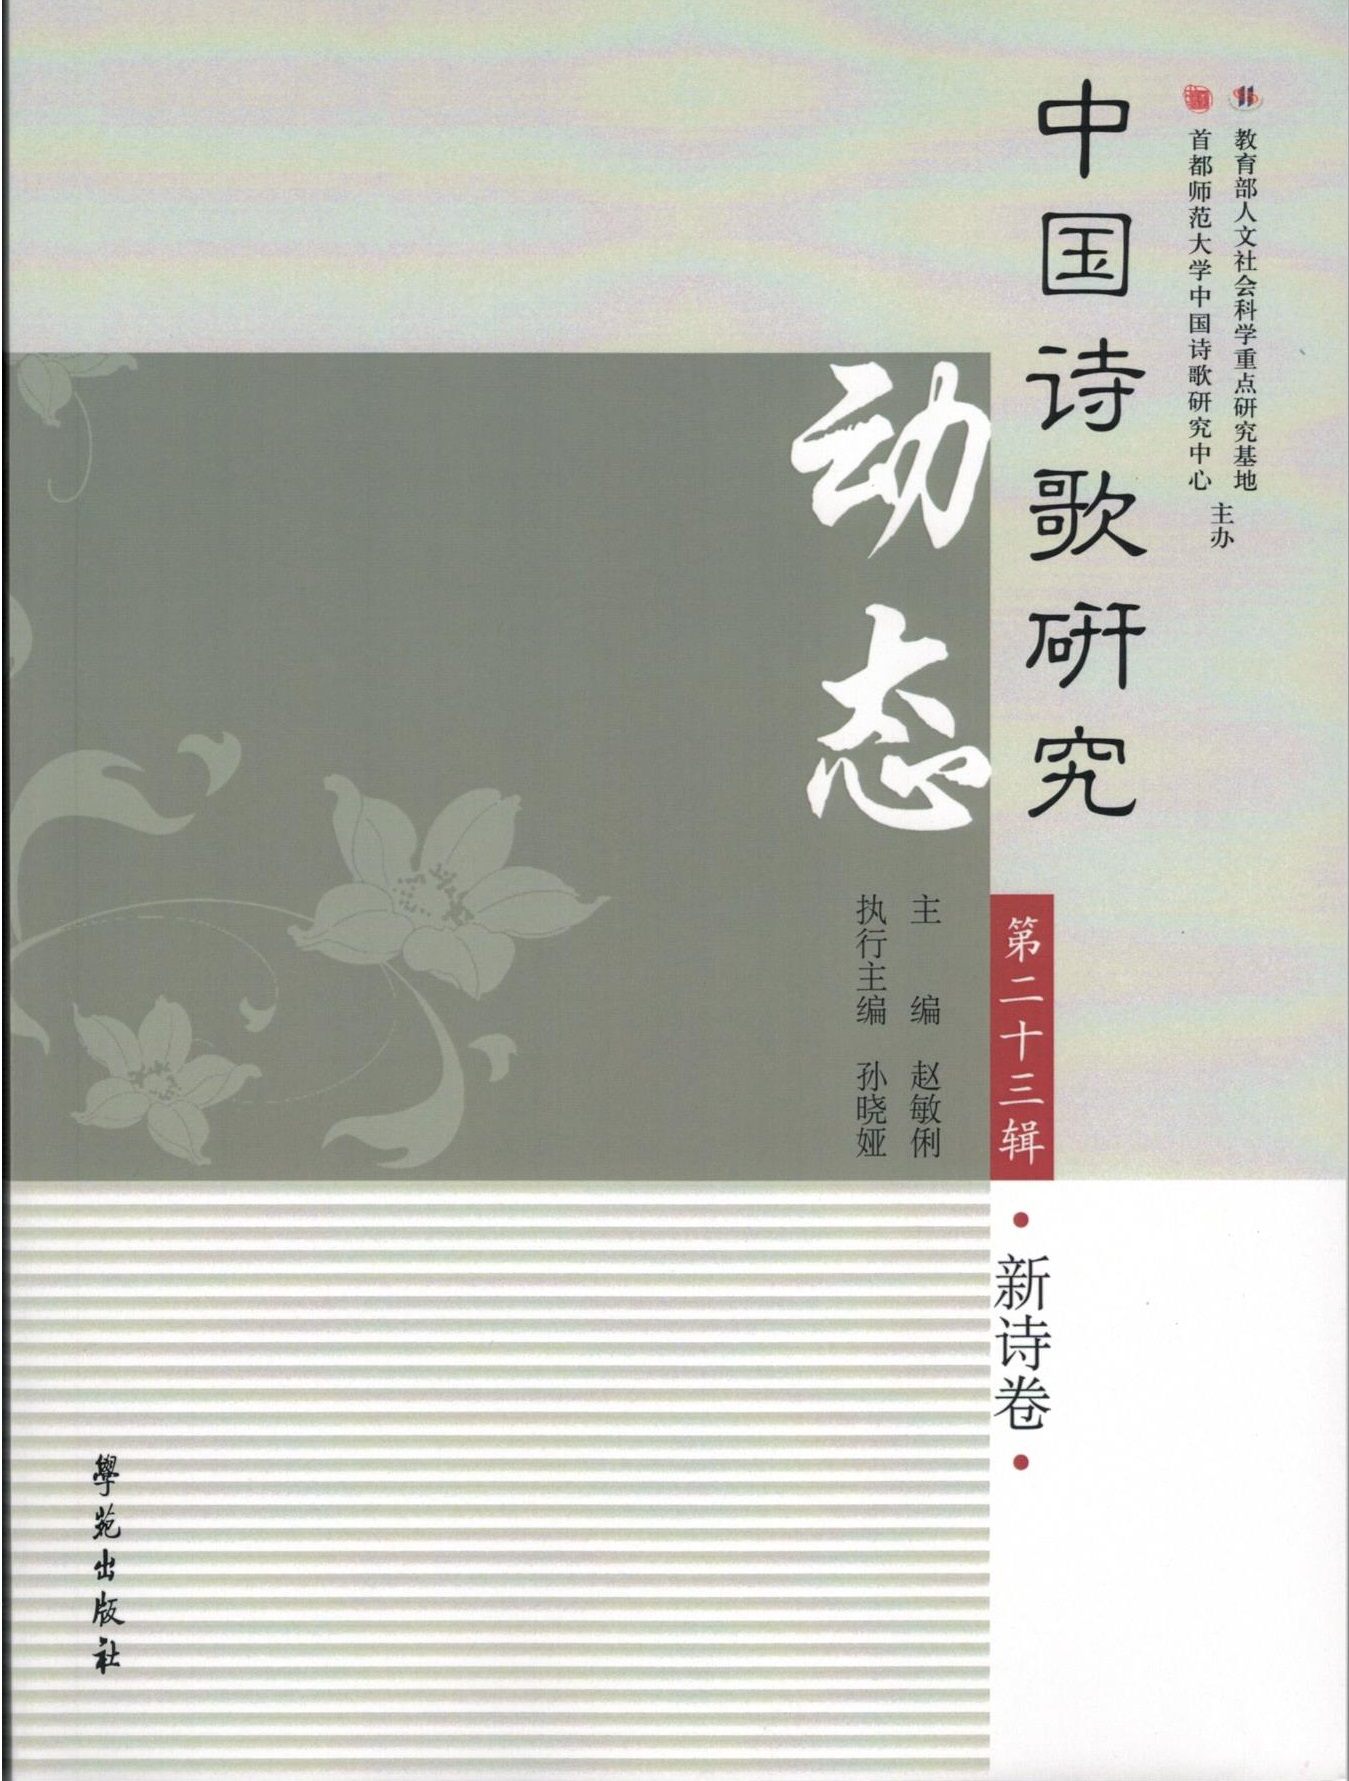 教育部人文社会科学重点研究基地
首都师范大学中国诗歌研究中心
主办
中国诗歌研究
动态
第二十三辑
·新诗卷·
主编 赵敏俐
执行主编 孙晓娅
學苑出版社